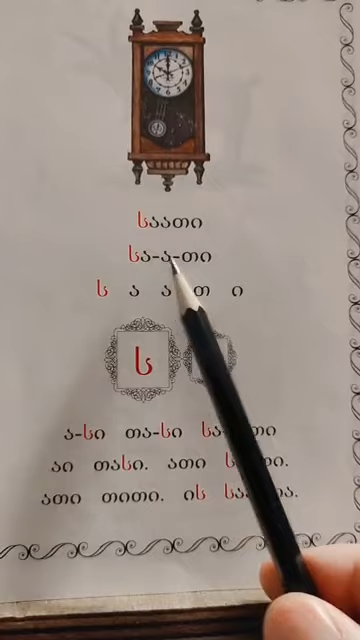 საათი
სა-ა-თი
ს ა ა თ ი
ს
ა-სი თა-სი
აი თასი. ათი
ათი თითი. ის